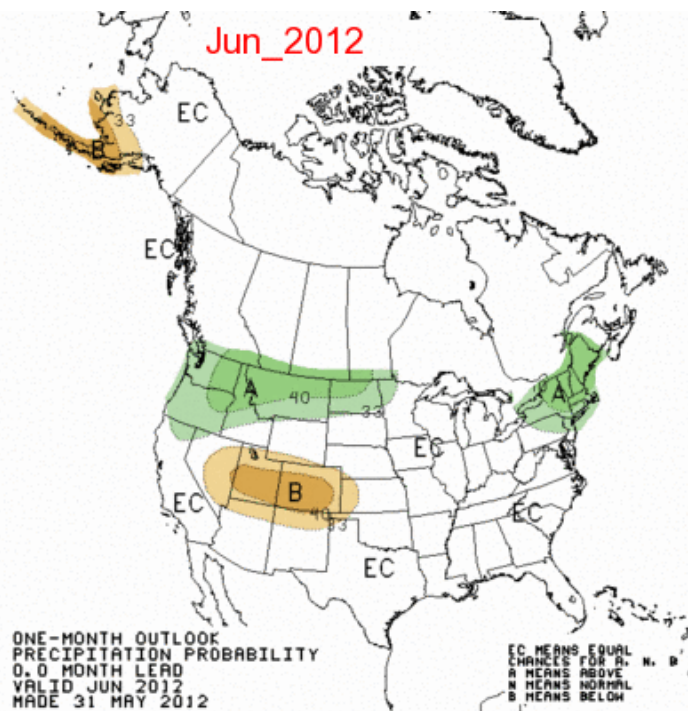 Jun_2012
EC
33
B
EC
A
40
33
A
EC
B
40
33
EC
EC
EC
ONE-MONTH OUTLOOK
PRECIPITATION PROBABILITY
0.0 MONTH LEAD
VALID JUN 2012
MADE 31 MAY 2012
EC MEANS EQUAL
CHANCES FOR A, N, B
A MEANS ABOVE
N MEANS NORMAL
B MEANS BELOW